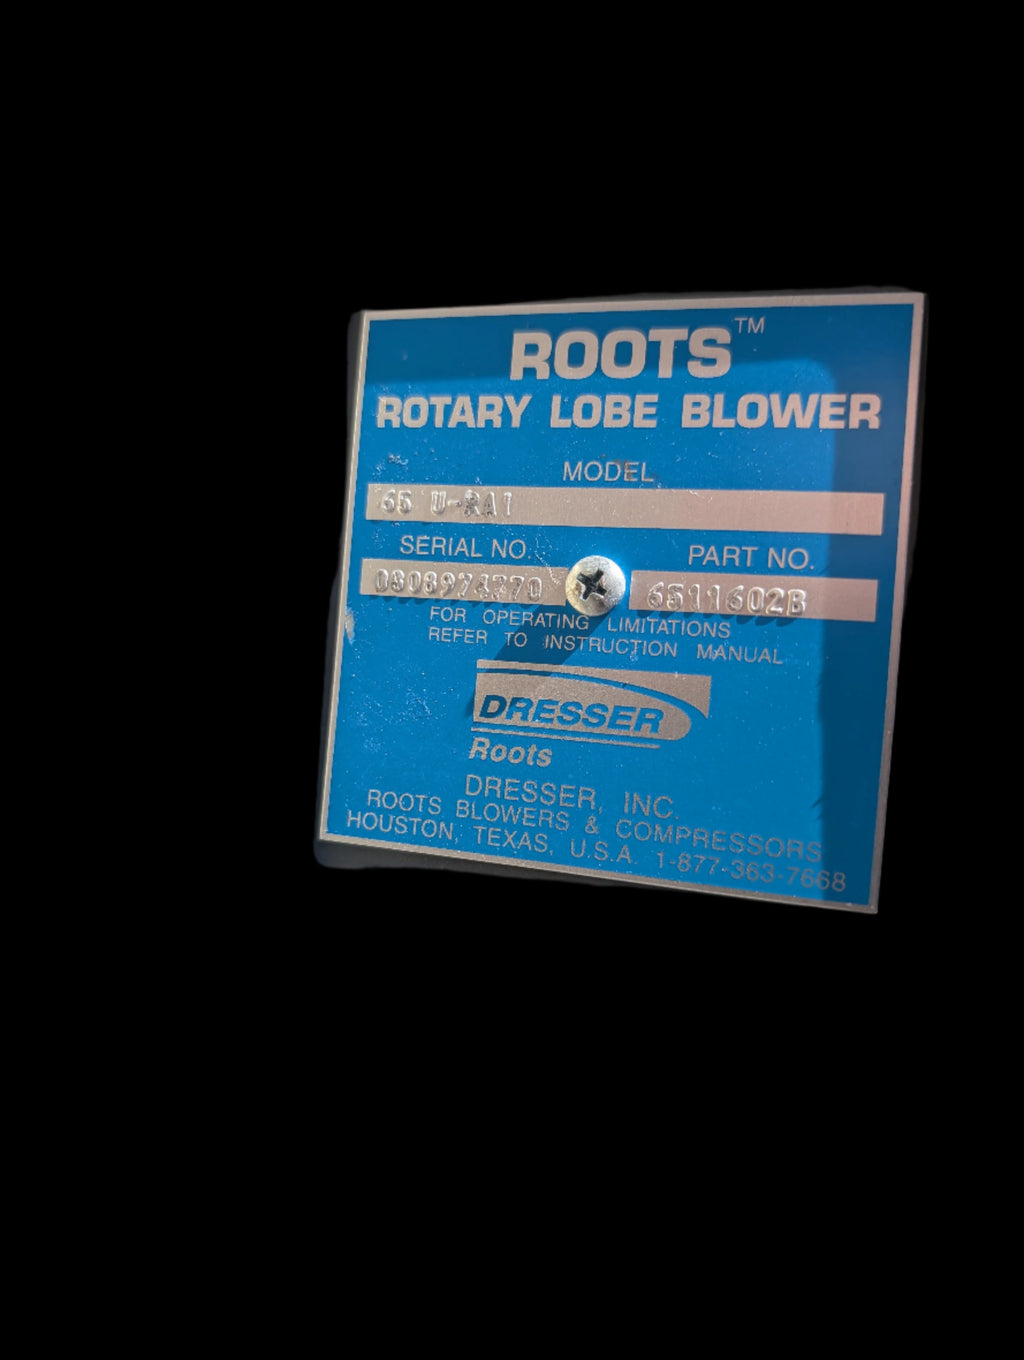 ROOTS™
ROTARY LOBE BLOWER
MODEL
65 U-RAI
SERIAL NO.
PART NO.
6511602B
FOR OPERATING LIMITATIONS
REFER TO INSTRUCTION MANUAL
DRESSER
Roots
DRESSER, INC.
ROOTS BLOWERS & COMPRESSORS
HOUSTON, TEXAS, U.S.A. 1-877-363-7668